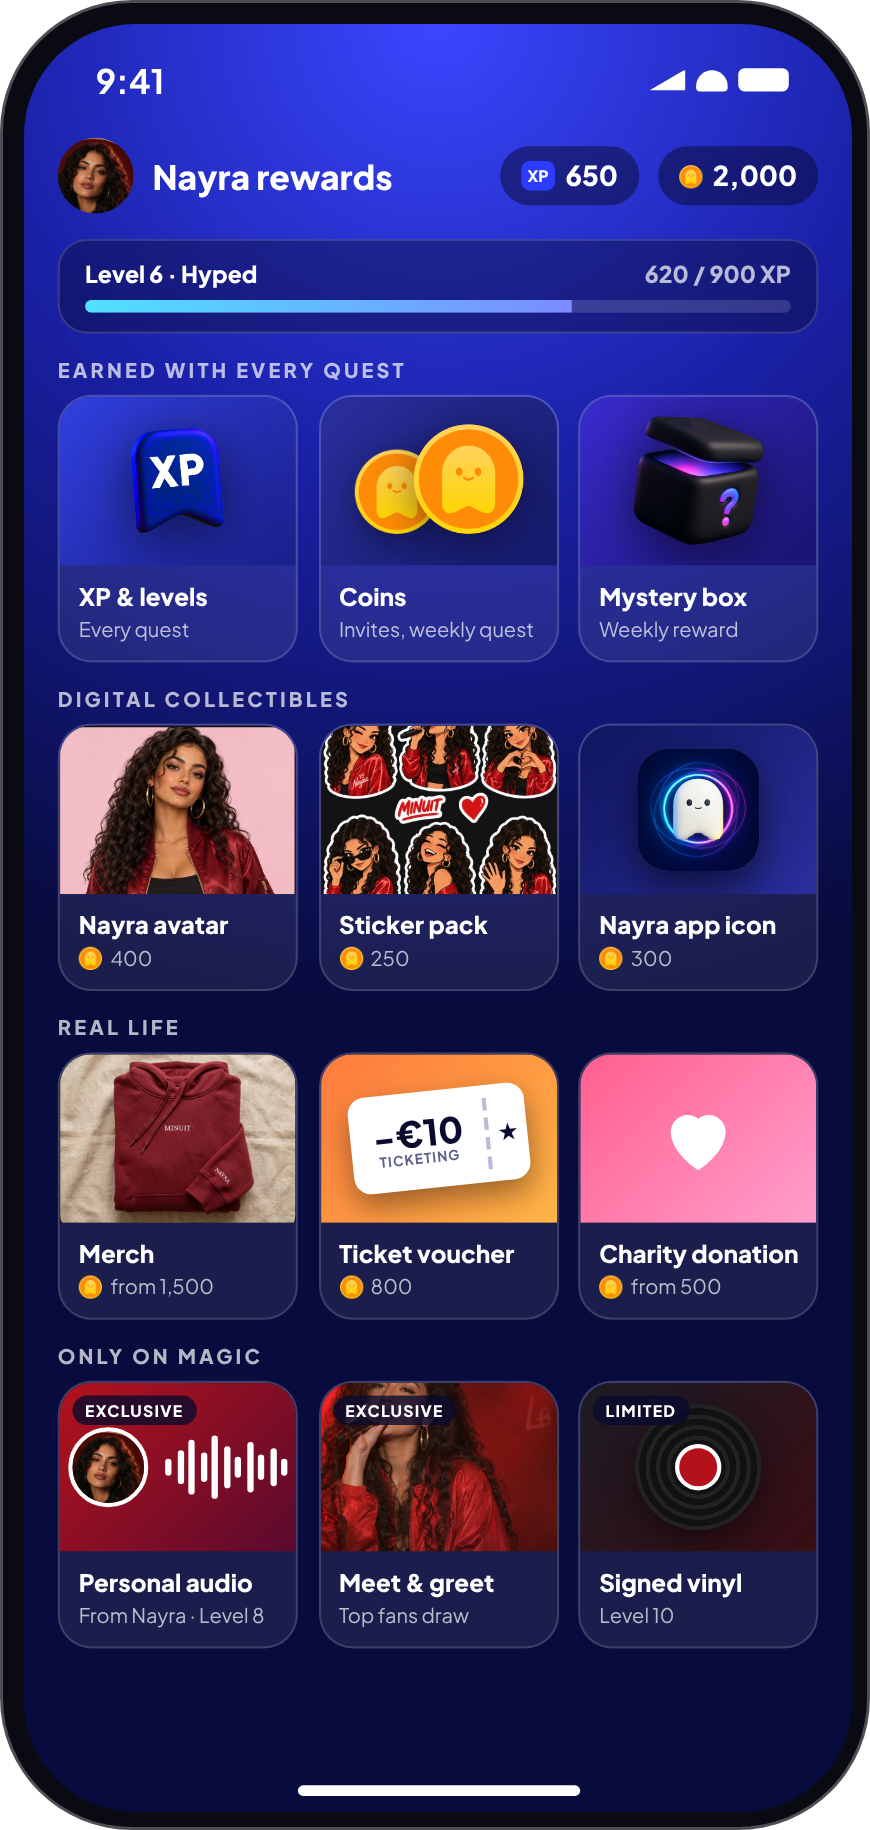 9:41
Nayra rewards
XP 650
2,000
Level 6 · Hyped
620 / 900 XP
EARNED WITH EVERY QUEST
XP
?
XP & levels
Every quest
Coins
Invites, weekly quest
Mystery box
Weekly reward
DIGITAL COLLECTIBLES
Nayra
MINUIT
Nayra avatar
400
Sticker pack
250
Nayra app icon
300
REAL LIFE
MINUIT
NAYRA
-€10
TICKETING
Merch
from 1,500
Ticket voucher
800
Charity donation
from 500
ONLY ON MAGIC
EXCLUSIVE
EXCLUSIVE
LIMITED
Personal audio
From Nayra · Level 8
Meet & greet
Top fans draw
Signed vinyl
Level 10